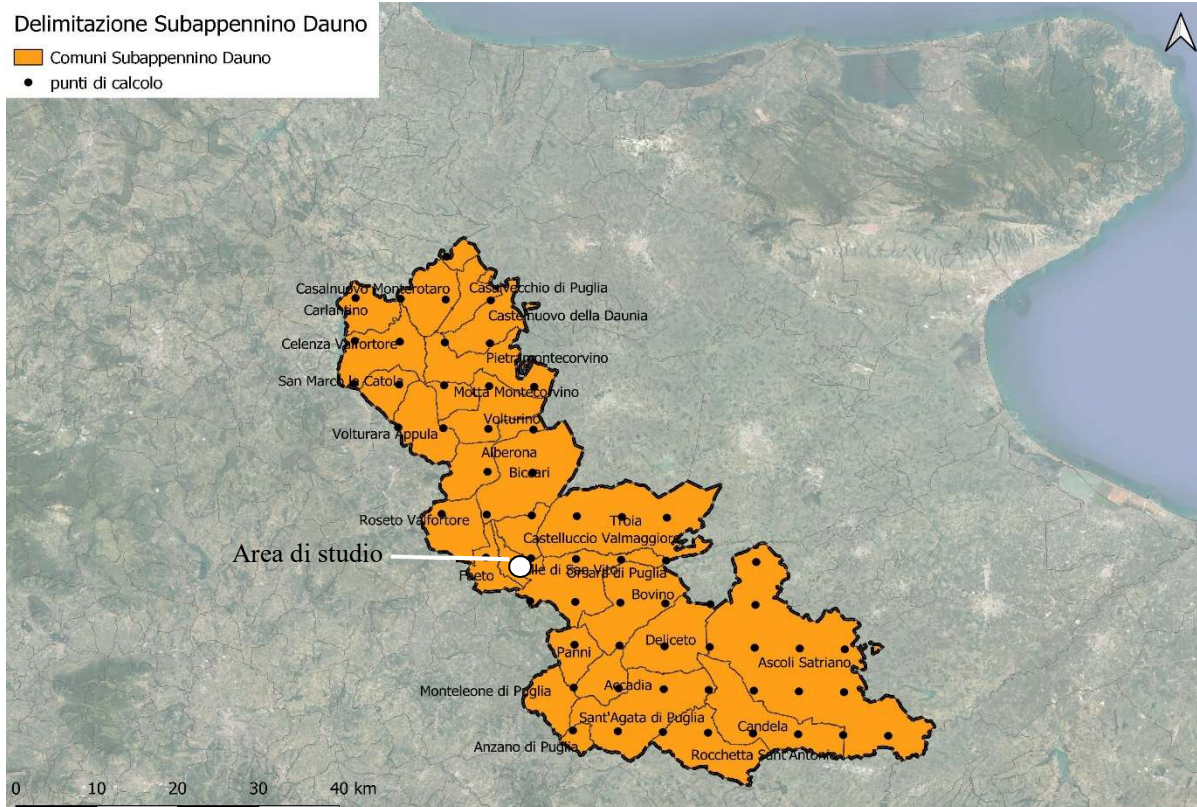 Delimitazione Subappennino Dauno
Comuni Subappennino Dauno
punti di calcolo
Casalnuovo Monterotaro
Casalvecchio di Puglia
Carlantino
Castelnuovo della Daunia
Celenza Valfortore
Pietramontecorvino
San Marco la Catola
Motta Montecorvino
Volturino
Volturara Appula
Alberona
Biccari
Roseto Valfortore
Troia
Castelluccio Valmaggiore
Area di studio
Faeto
lle di San Vito
Orsara di Puglia
Bovino
Deliceto
Panni
Ascoli Satriano
Monteleone di Puglia
Accadia
Sant'Agata di Puglia
Candela
Anzano di Puglia
Rocchetta Sant'Antonio
0 10 20 30 40 km